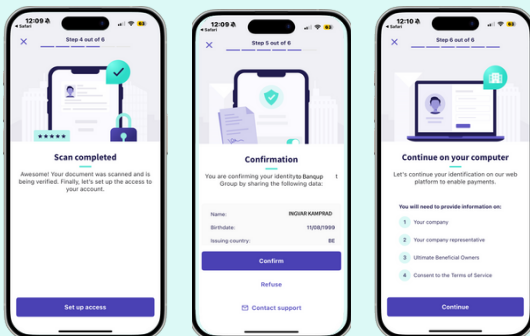 12:09
Safari
Step 4 out of 6
*****
Scan completed
Awesome! Your document was scanned and is
being verified. Finally, let's set up the access to
your account.
Set up access
12:09
Safari
Step 5 out of 6
Confirmation
You are confirming your identity to Banqup 1
Group by sharing the following data:
Name: INGVAR KAMPRAD
Birthdate: 11/09/1999
Issuing country: BE
Confirm
Refuse
Contact support
12:10
Safari
Step 6 out of 6
Continue on your computer
Let's continue your identification on our web
platform to enable payments.
You will need to provide information on:
1 Your company
2 Your company representative
3 Ultimate Beneficial Owners
4 Consent to the Terms of Service
Continue